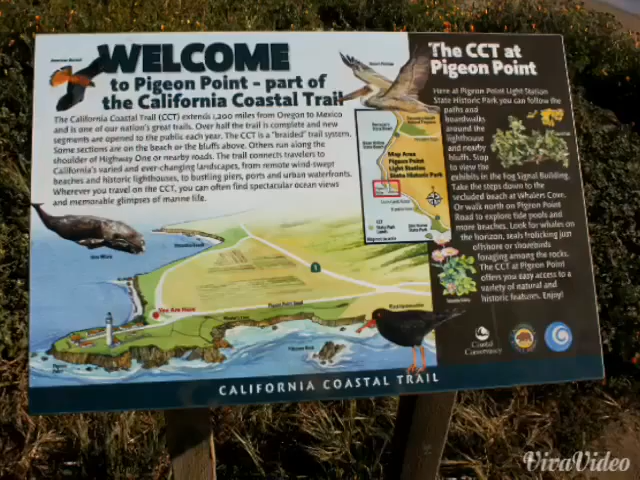 WELCOME
to Pigeon Point - part of
the California Coastal Trail
The California Coastal Trail (CCT) extends 1,200 miles from Oregon to Mexico
and is one of our nation's great trails. Over half the trail is complete and new
segments are opened to the public each year. The CCT is a "braided" trail system.
Some sections are on the beach or the bluffs above. Others run along the
shoulder of Highway One or nearby roads. The trail connects travelers to
California's varied and ever-changing landscapes, from remote wind-swept
beaches and historic lighthouses, to bustling piers, ports and urban waterfronts.
Wherever you travel on the CCT, you can often find spectacular ocean views
and memorable glimpses of marine life.
Map Area
Pigeon Point
Light Station
State Historic Park
CCT
1
You Are Here
The CCT at
Pigeon Point
Here at Pigeon Point Light Station
State Historic Park you can follow the
paths and
boardwalks
around the
lighthouse
and nearby
bluffs. Stop
to view the
exhibits in the Fog Signal Building.
Take the steps down to the
secluded beach at Whalers Cove.
Or walk north on Pigeon Point
Road to explore tide pools and
more beaches. Look for whales on
the horizon, seals frolicking just
offshore or shorebirds
foraging among the rocks.
The CCT at Pigeon Point
offers you easy access to a
variety of natural and
historic features. Enjoy!
Coastal
Conservancy
CALIFORNIA COASTAL TRAIL
VivaVideo